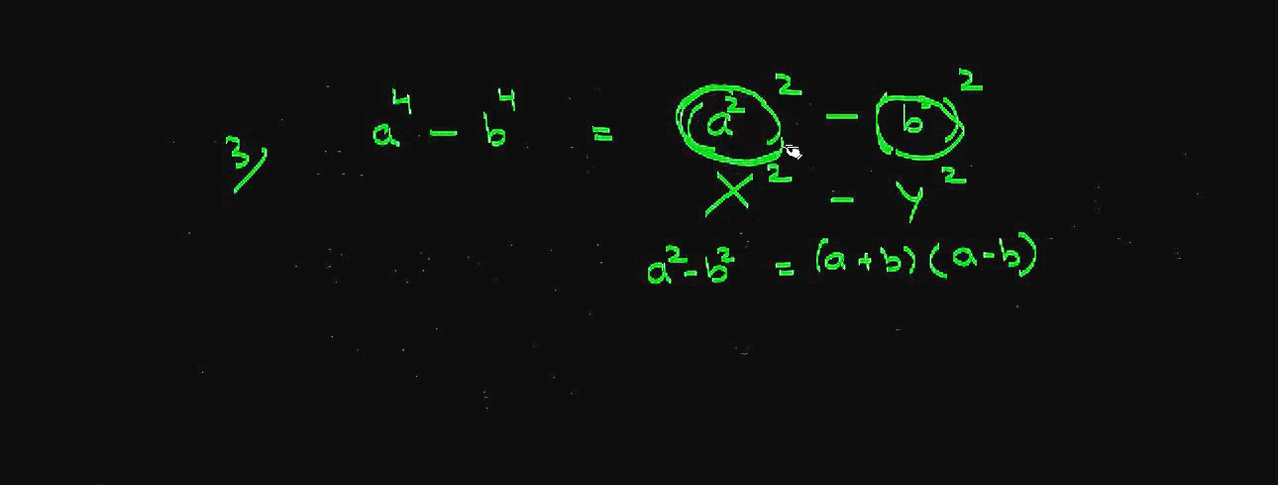 3, a⁴ - b⁴ = (a²)² - (b²)²
X² - Y²
a² - b² = (a + b) (a - b)